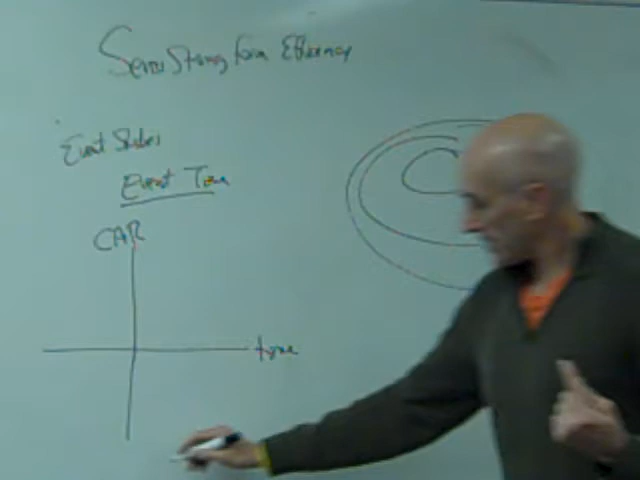 Semi Strong Form Efficiency
Event Studies
Event Time
CAR
time